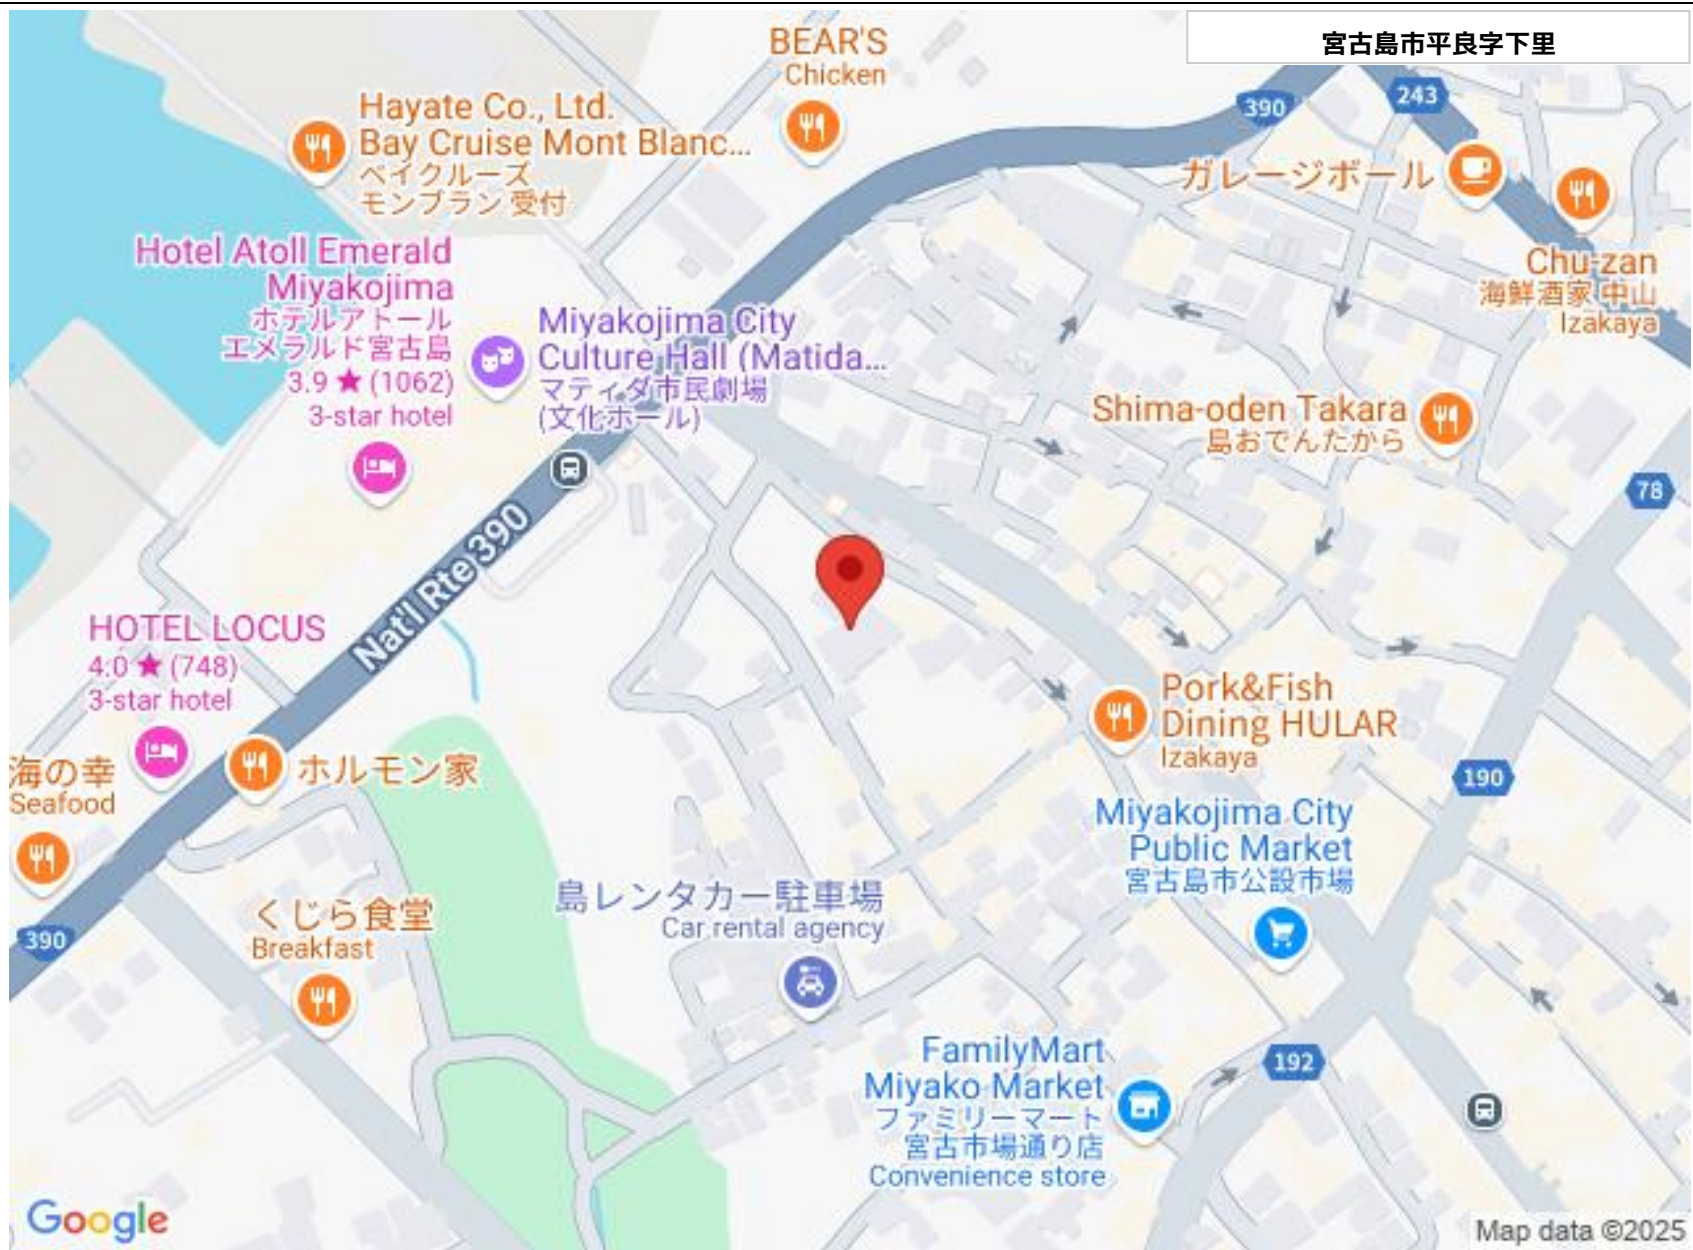 宮古島市平良字下里
BEAR'S
Chicken
390
243
Hayate Co., Ltd.
Bay Cruise Mont Blanc...
ベイクルーズ
モンブラン 受付
ガレージボール
Chu-zan
海鮮酒家 中山
Izakaya
Hotel Atoll Emerald
Miyakojima
ホテルアトール
エメラルド宮古島
3.9 ★ (1062)
3-star hotel
Miyakojima City
Culture Hall (Matida...
マティダ市民劇場
(文化ホール)
Shima-oden Takara
島おでんたから
78
Nat'l Rte 390
HOTEL LOCUS
4.0 ★ (748)
3-star hotel
Pork&Fish
Dining HULAR
Izakaya
海の幸
Seafood
ホルモン家
190
Miyakojima City
Public Market
宮古島市公設市場
島レンタカー駐車場
Car rental agency
くじら食堂
Breakfast
390
FamilyMart
Miyako Market
ファミリーマート
宮古市場通り店
Convenience store
192
Google
Map data ©2025